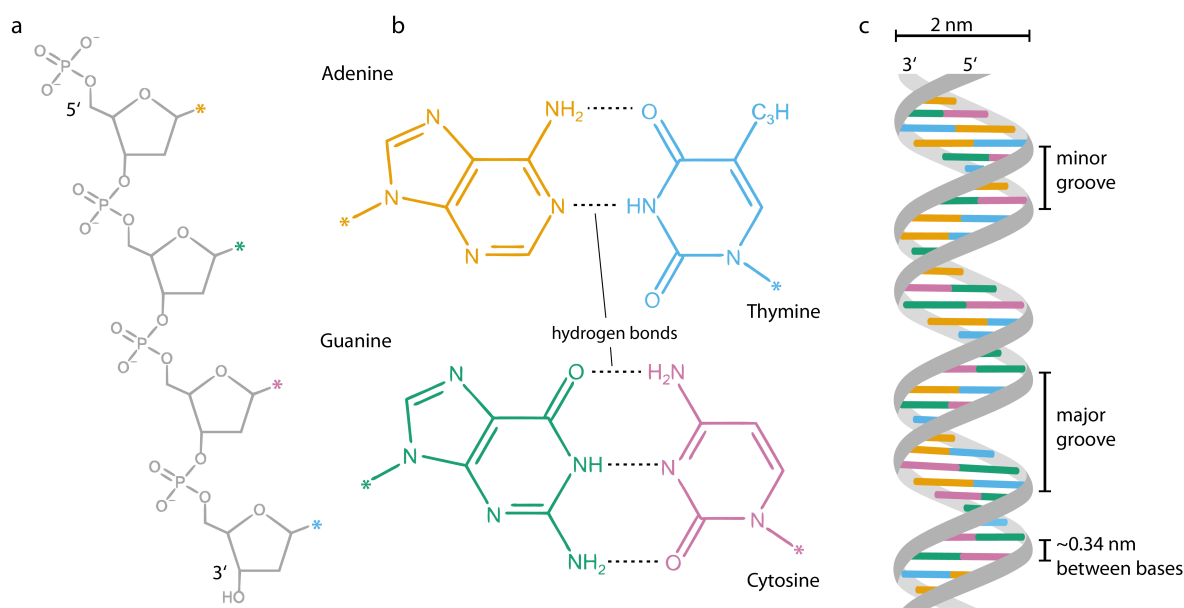 a
b
c
2 nm
3‘
5‘
Adenine
Guanine
Thymine
Cytosine
hydrogen bonds
minor
groove
major
groove
~0.34 nm
between bases
5‘
3‘
O
O⁻
P
O⁻
O
O
*
O
O
P
O⁻
O
O
*
O
O
P
O⁻
O
O
*
O
O
P
O⁻
O
O
*
HO
N
NH₂
N
N
N
*
O
C₃H
HN
N
O
*
N
O
N
NH
N
NH₂
*
H₂N
N
N
O
*